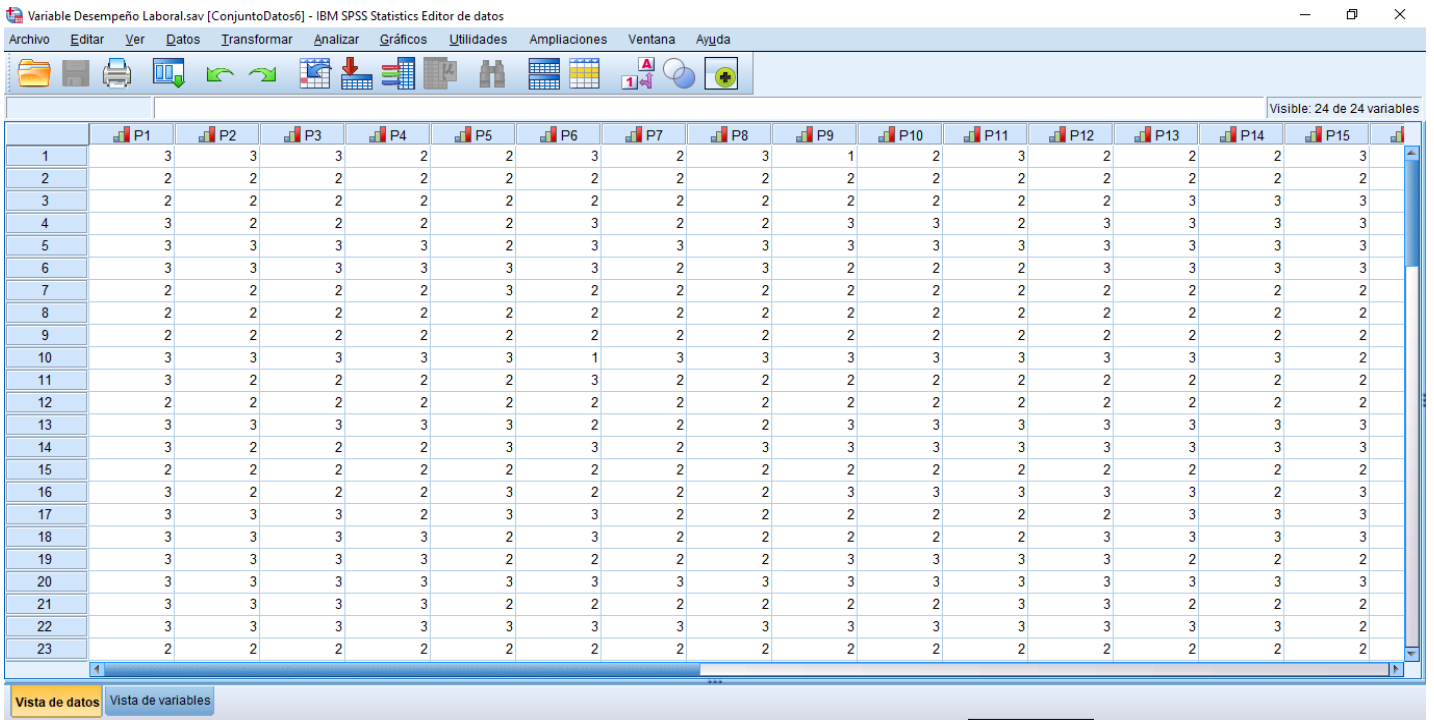 Variable Desempeño Laboral.sav [ConjuntoDatos6] - IBM SPSS Statistics Editor de datos
Archivo Editar Ver Datos Transformar Analizar Gráficos Utilidades Ampliaciones Ventana Ayuda
Visible: 24 de 24 variables
P1 P2 P3 P4 P5 P6 P7 P8 P9 P10 P11 P12 P13 P14 P15
1 3 3 3 2 2 3 2 3 1 2 3 2 2 2 3
2 2 2 2 2 2 2 2 2 2 2 2 2 2 2 2
3 2 2 2 2 2 2 2 2 2 2 2 2 3 3 3
4 3 2 2 2 2 3 2 2 3 3 2 3 3 3 3
5 3 3 3 3 2 3 3 3 3 3 3 3 3 3 3
6 3 3 3 3 3 3 2 3 2 2 2 3 3 3 3
7 2 2 2 2 3 2 2 2 2 2 2 2 2 2 2
8 2 2 2 2 2 2 2 2 2 2 2 2 2 2 2
9 2 2 2 2 2 2 2 2 2 2 2 2 2 2 2
10 3 3 3 3 3 1 3 3 3 3 3 3 3 3 2
11 3 2 2 2 2 3 2 2 2 2 2 2 2 2 2
12 2 2 2 2 2 2 2 2 2 2 2 2 2 2 2
13 3 3 3 3 3 2 2 2 3 3 3 3 3 3 3
14 3 2 2 2 3 3 2 3 3 3 3 3 3 3 3
15 2 2 2 2 2 2 2 2 2 2 2 2 2 2 2
16 3 2 2 2 3 2 2 2 3 3 3 3 3 2 3
17 3 3 3 2 3 3 2 2 2 2 2 2 3 3 3
18 3 3 3 3 2 3 2 2 2 2 2 3 3 3 3
19 3 3 3 3 2 2 2 2 3 3 3 3 2 2 2
20 3 3 3 3 3 3 3 3 3 3 3 3 3 3 3
21 3 3 3 3 2 2 2 2 2 2 3 3 2 2 2
22 3 3 3 3 3 3 3 3 3 3 3 3 3 3 2
23 2 2 2 2 2 2 2 2 2 2 2 2 2 2 2
Vista de datos Vista de variables